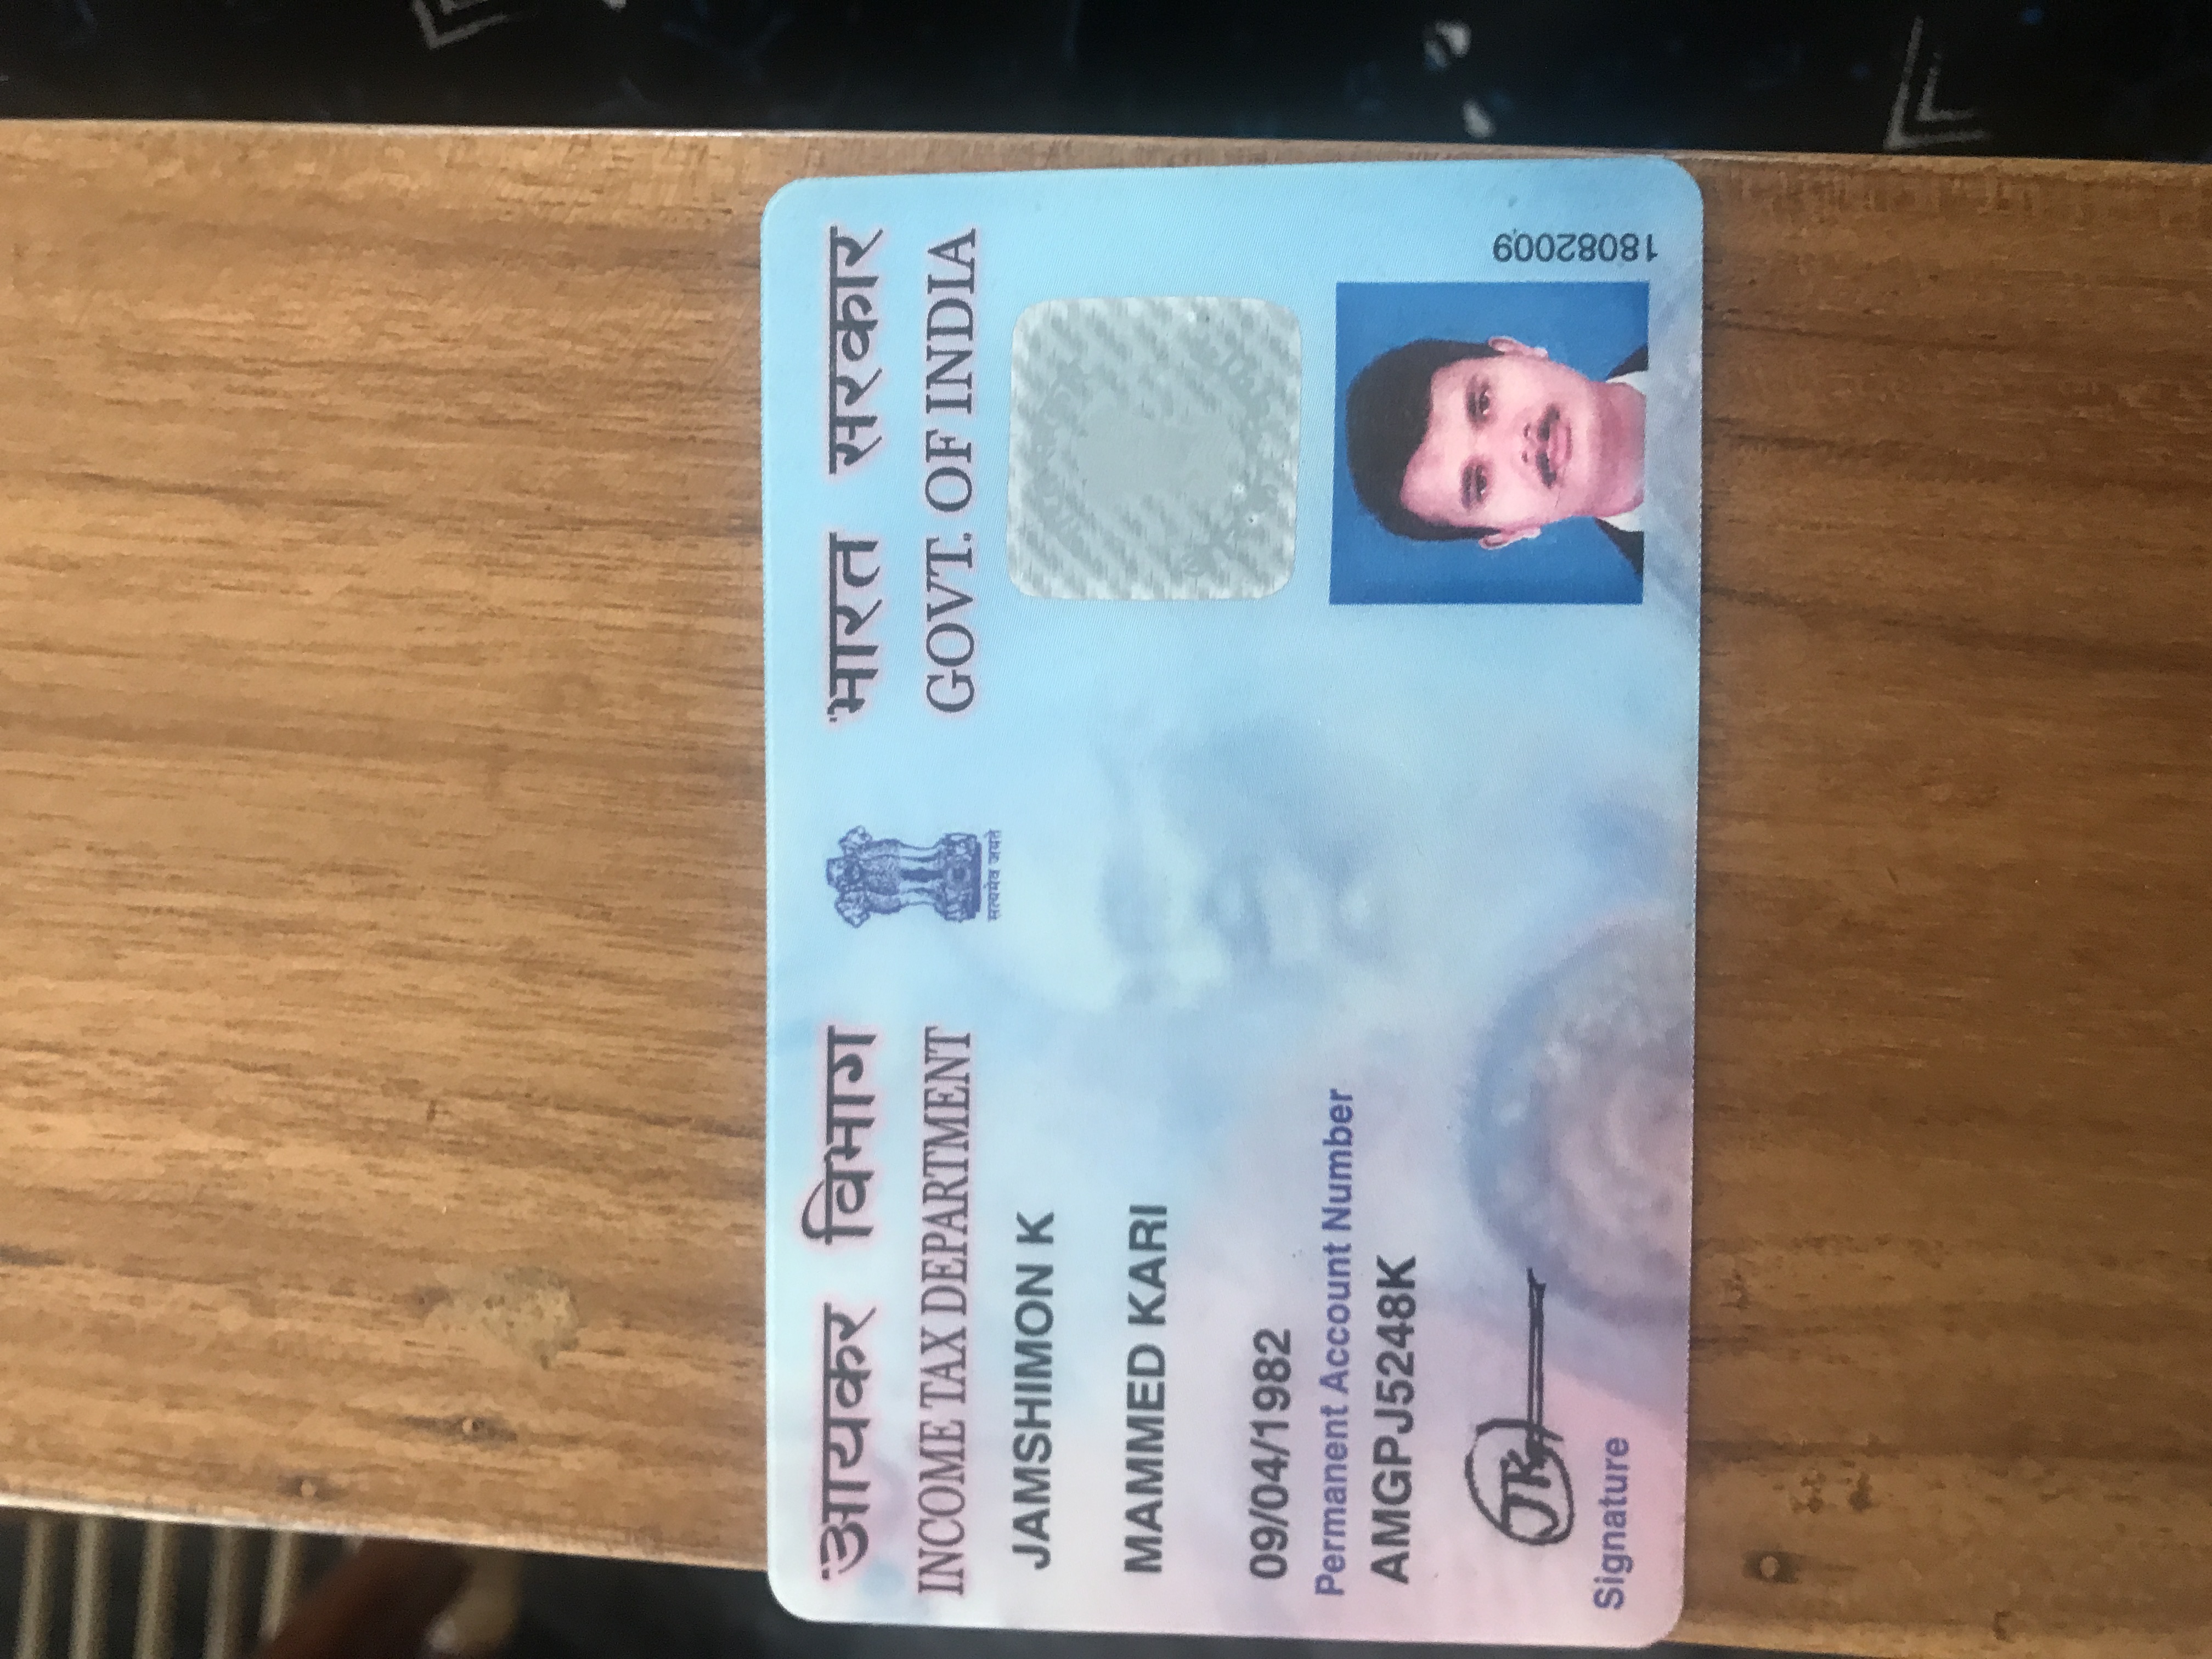 आयकर विभाग
INCOME TAX DEPARTMENT
सत्यमेव जयते
भारत सरकार
GOVT. OF INDIA
JAMSHIMON K
MAMMED KARI
09/04/1982
Permanent Account Number
AMGPJ5248K
JK
Signature
18082009